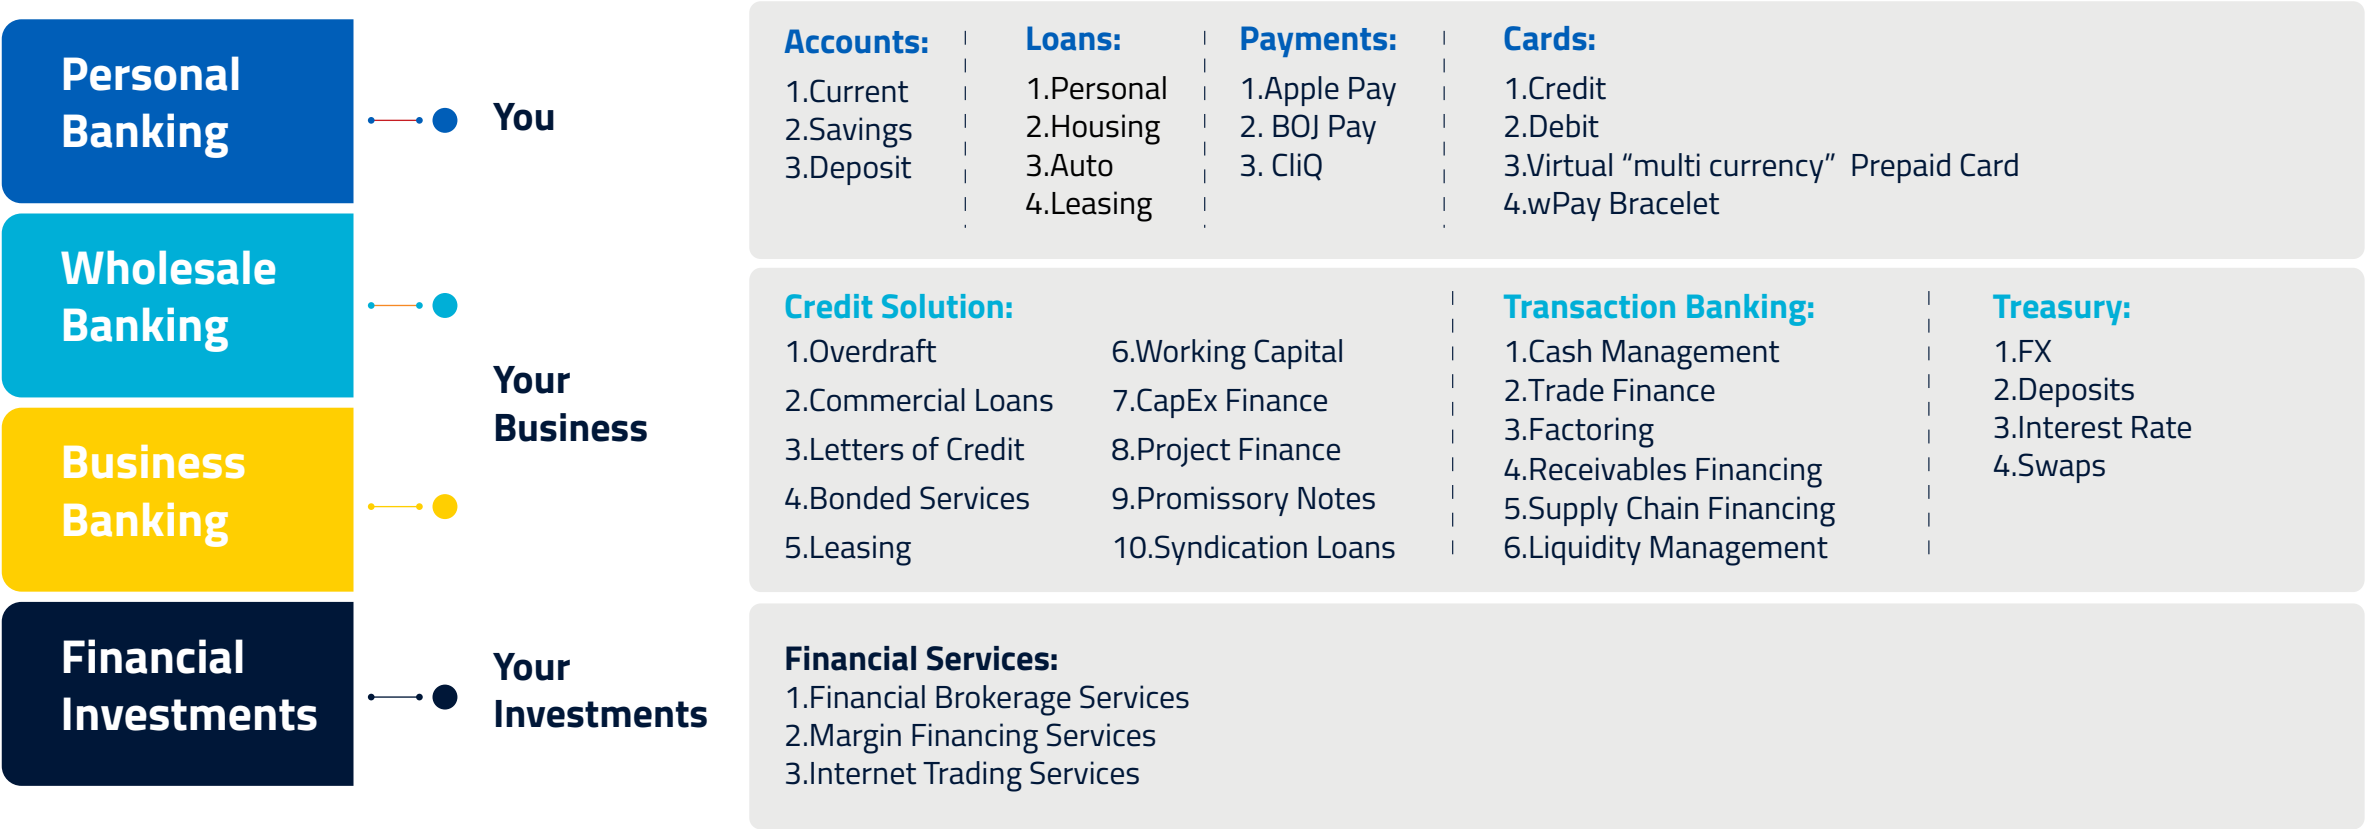 Personal
Banking
You
Accounts:
1.Current
2.Savings
3.Deposit
Loans:
1.Personal
2.Housing
3.Auto
4.Leasing
Payments:
1.Apple Pay
2. BOJ Pay
3. CliQ
Cards:
1.Credit
2.Debit
3.Virtual “multi currency”  Prepaid Card
4.wPay Bracelet
Wholesale
Banking
Business
Banking
Your
Business
Credit Solution:
1.Overdraft
2.Commercial Loans
3.Letters of Credit
4.Bonded Services
5.Leasing
6.Working Capital
7.CapEx Finance
8.Project Finance
9.Promissory Notes
10.Syndication Loans
Transaction Banking:
1.Cash Management
2.Trade Finance
3.Factoring
4.Receivables Financing
5.Supply Chain Financing
6.Liquidity Management
Treasury:
1.FX
2.Deposits
3.Interest Rate
4.Swaps
Financial
Investments
Your
Investments
Financial Services:
1.Financial Brokerage Services
2.Margin Financing Services
3.Internet Trading Services